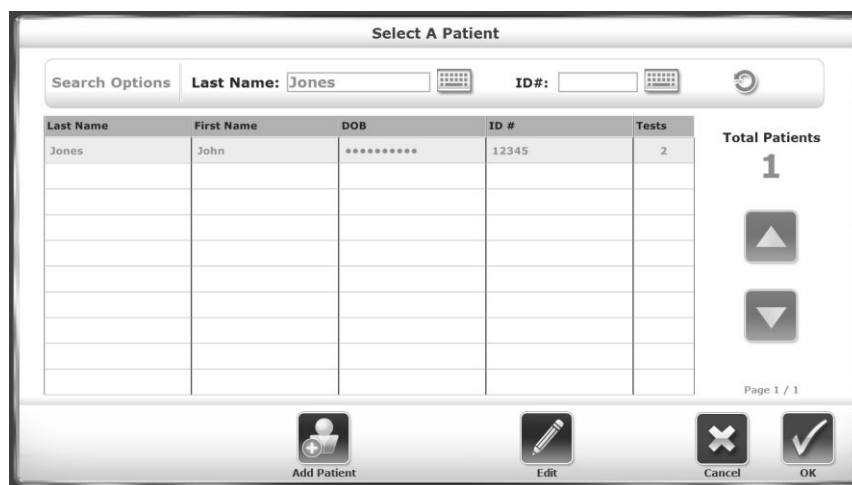 Select A Patient
Search Options Last Name: Jones ID#:
Last Name First Name DOB ID # Tests
Jones John ********** 12345 2
Total Patients
1
Page 1 / 1
Add Patient Edit Cancel OK